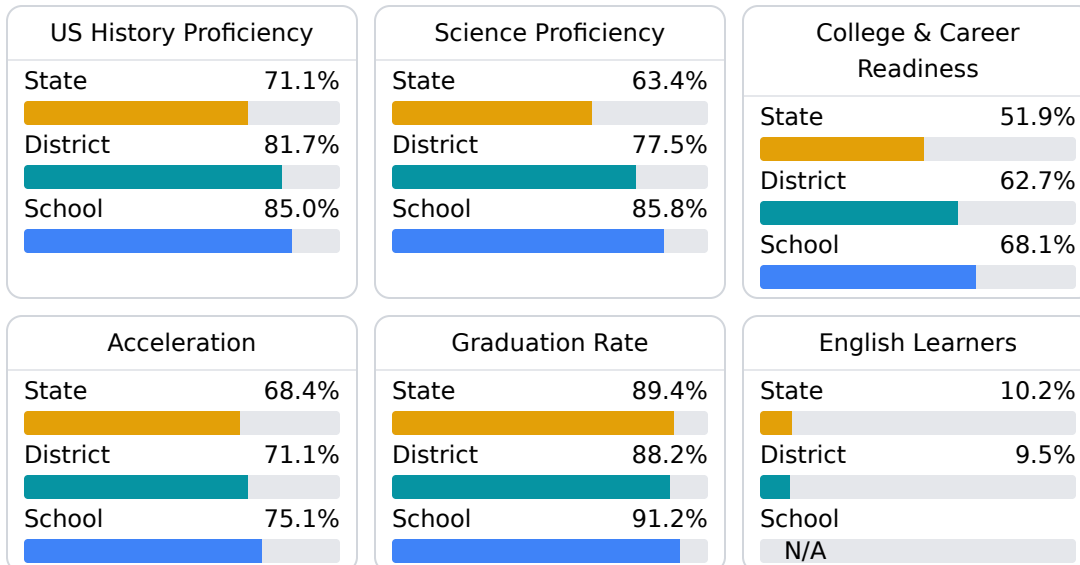 US History Proficiency
State 71.1%
District 81.7%
School 85.0%
Science Proficiency
State 63.4%
District 77.5%
School 85.8%
College & Career
Readiness
State 51.9%
District 62.7%
School 68.1%
Acceleration
State 68.4%
District 71.1%
School 75.1%
Graduation Rate
State 89.4%
District 88.2%
School 91.2%
English Learners
State 10.2%
District 9.5%
School
N/A